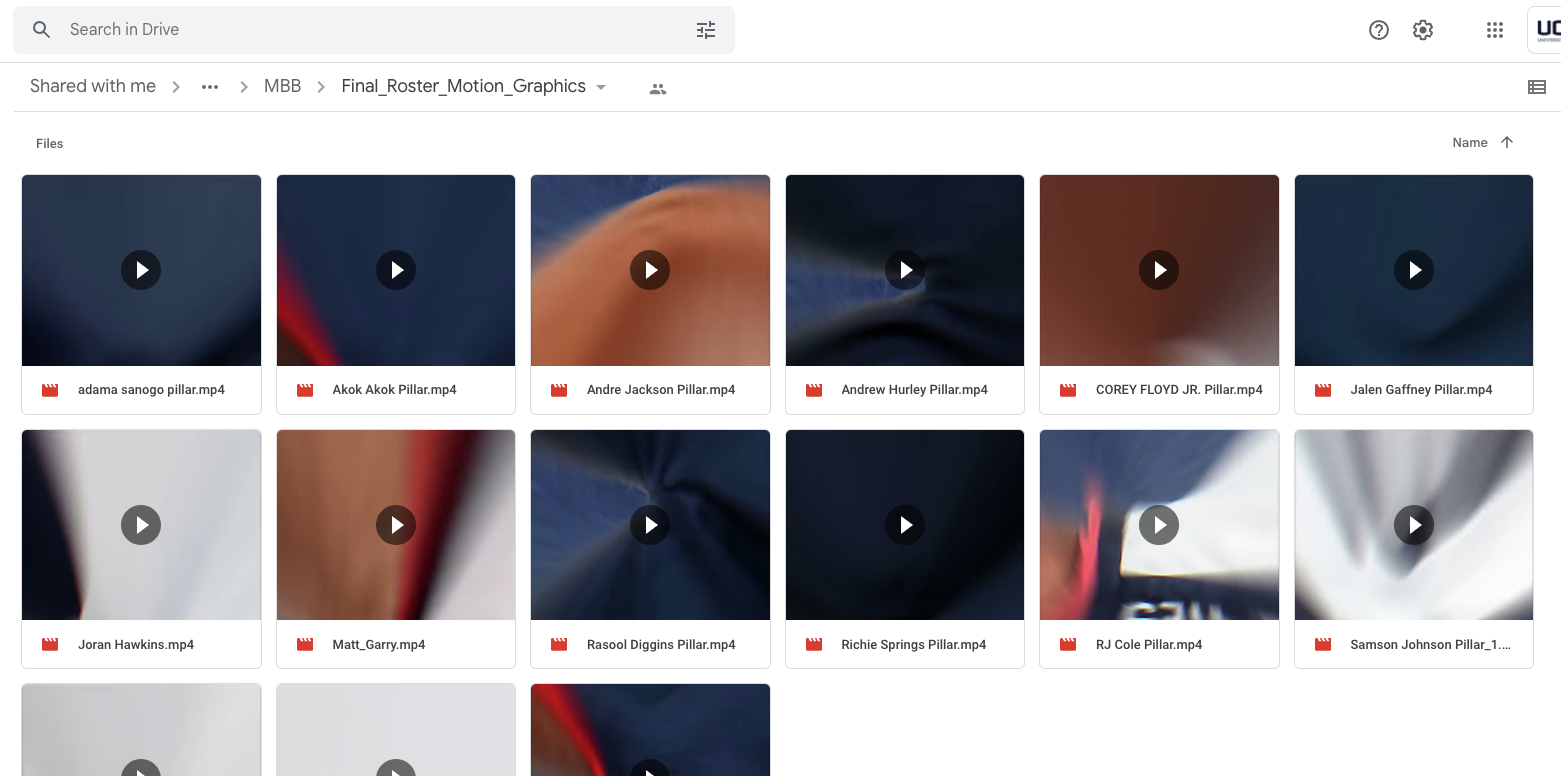 Search in Drive
UC
UNIVERSI
Shared with me > ... > MBB > Final_Roster_Motion_Graphics
Files Name
adama sanogo pillar.mp4 Akok Akok Pillar.mp4 Andre Jackson Pillar.mp4 Andrew Hurley Pillar.mp4 COREY FLOYD JR. Pillar.mp4 Jalen Gaffney Pillar.mp4
Joran Hawkins.mp4 Matt_Garry.mp4 Rasool Diggins Pillar.mp4 Richie Springs Pillar.mp4 RJ Cole Pillar.mp4 Samson Johnson Pillar_1....